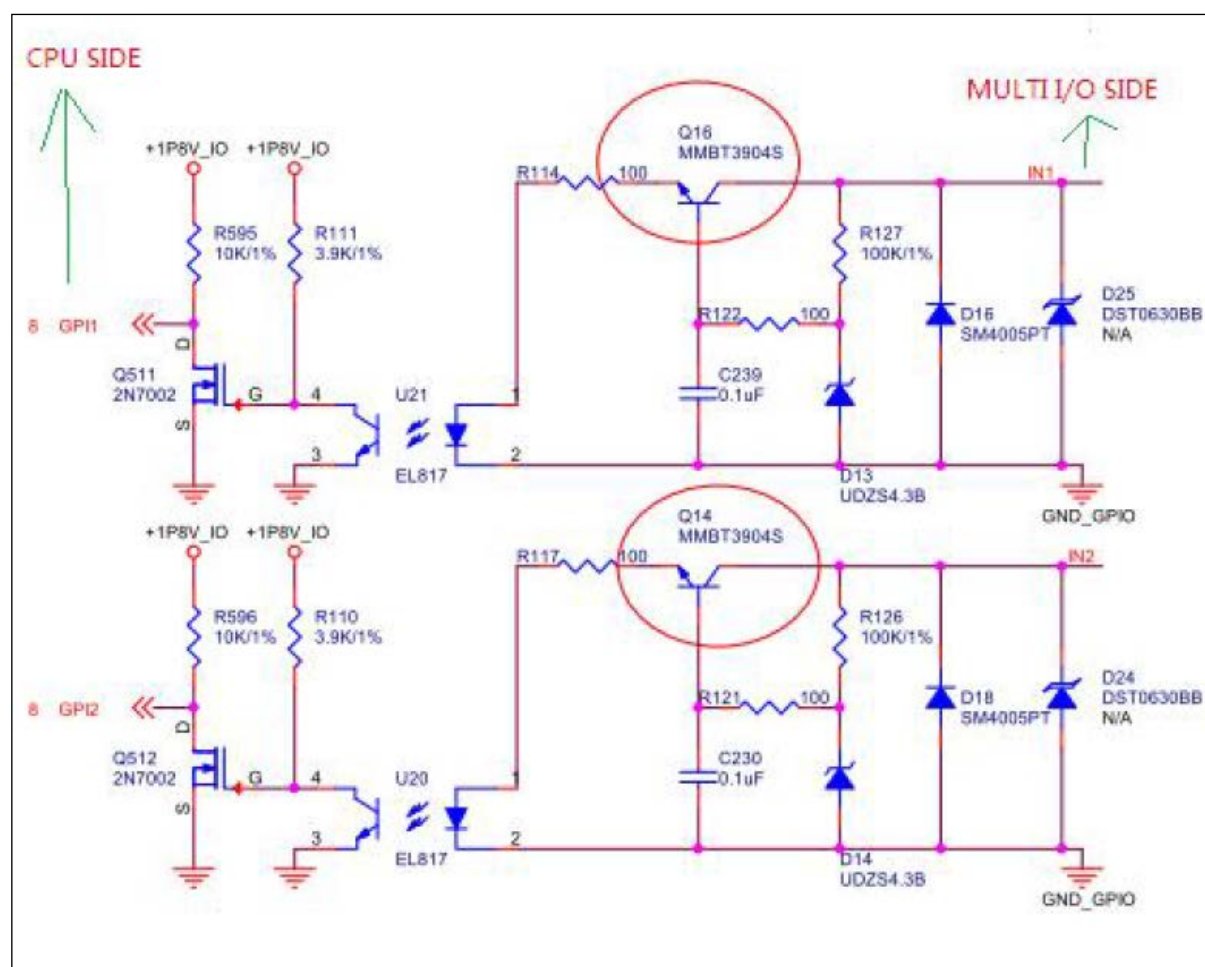 CPU SIDE
MULTI I/O SIDE
+1P8V_IO +1P8V_IO
Q16
MMBT3904S
R114
100
IN1
R595
10K/1%
R111
3.9K/1%
R127
100K/1%
8 GPI1
D
R122
100
D16
SM4005PT
D25
DST0630BB
N/A
Q511
2N7002
G
S
4
3
U21
EL817
1
2
C239
0.1uF
D13
UDZS4.3B
GND_GPIO
+1P8V_IO +1P8V_IO
Q14
MMBT3904S
R117
100
IN2
R596
10K/1%
R110
3.9K/1%
R126
100K/1%
8 GPI2
D
R121
100
D18
SM4005PT
D24
DST0630BB
N/A
Q512
2N7002
G
S
4
3
U20
EL817
1
2
C230
0.1uF
D14
UDZS4.3B
GND_GPIO